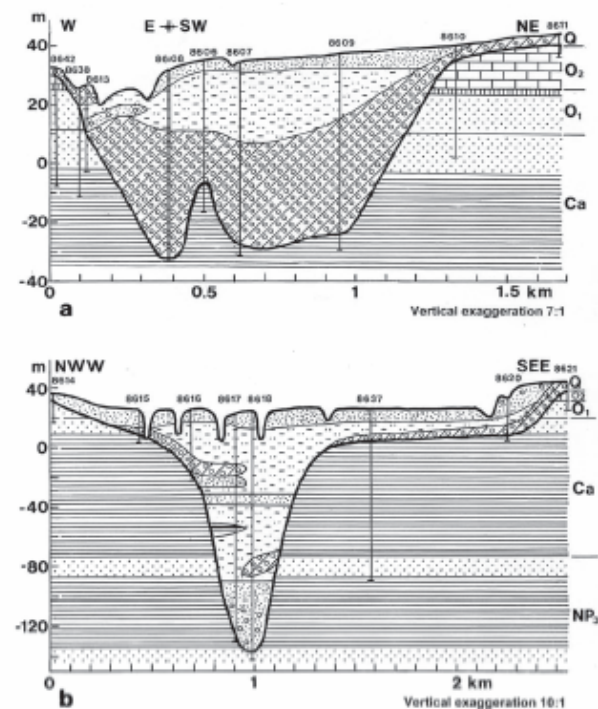 m W E SW NE 8611
40 8642 8638 8613 8608 8606 8607 8609 8610 Q
O₂
20
O₁
0
Ca
-20
-40
0 0.5 1 1.5 km
a Vertical exaggeration 7:1
m NWW SEE 8621
8614 8615 8616 8617 8618 8637 8620 Q
40
O₁
0
Ca
-40
-80
NP₃
-120
0 1 2 km
b Vertical exaggeration 10:1